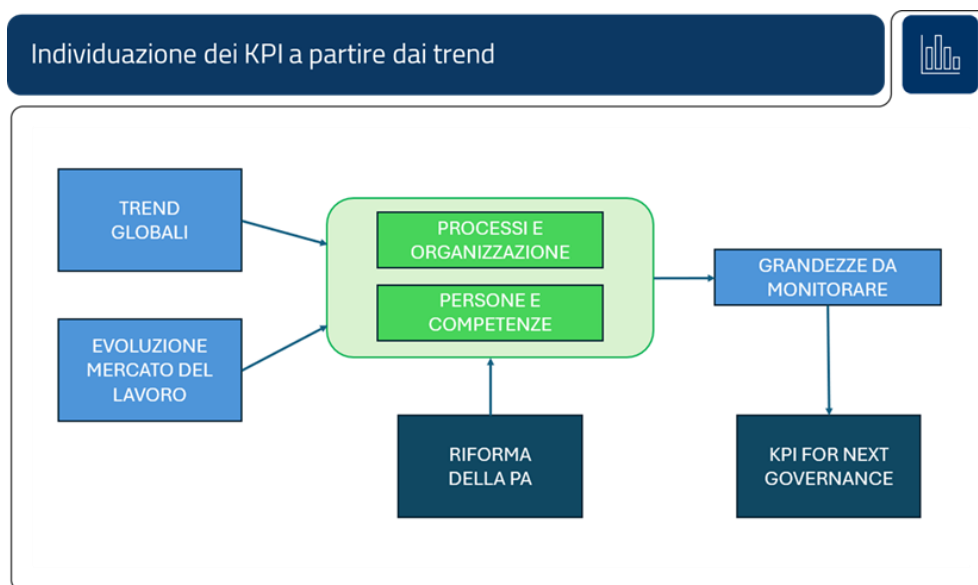 Individuazione dei KPI a partire dai trend
TREND
GLOBALI
EVOLUZIONE
MERCATO DEL
LAVORO
PROCESSI E
ORGANIZZAZIONE
PERSONE E
COMPETENZE
RIFORMA
DELLA PA
GRANDEZZE DA
MONITORARE
KPI FOR NEXT
GOVERNANCE